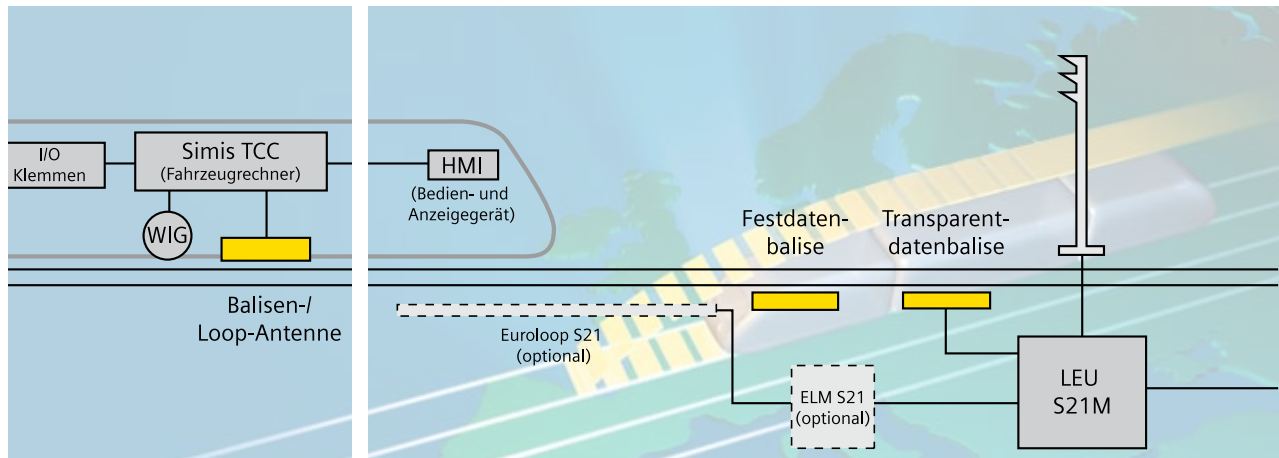 I/O
Klemmen
Simis TCC
(Fahrzeugrechner)
WIG
HMI
(Bedien- und
Anzeigegerät)
Balisen-/
Loop-Antenne
Festdaten-
balise
Transparent-
datenbalise
Euroloop S21
(optional)
ELM S21
(optional)
LEU
S21M